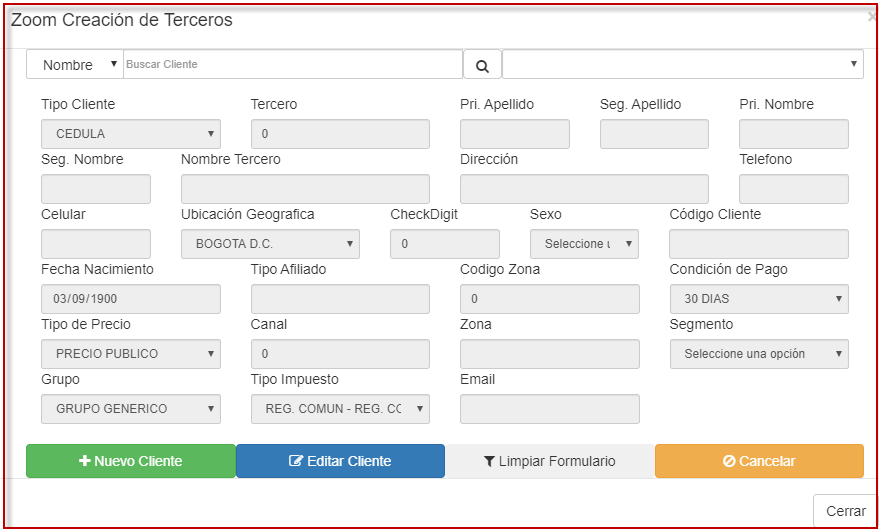 Zoom Creación de Terceros
×
Nombre Buscar Cliente
Tipo Cliente Tercero Pri. Apellido Seg. Apellido Pri. Nombre
CEDULA 0
Seg. Nombre Nombre Tercero Dirección Telefono
Celular Ubicación Geografica CheckDigit Sexo Código Cliente
BOGOTA D.C. 0 Seleccione u
Fecha Nacimiento Tipo Afiliado Codigo Zona Condición de Pago
03/09/1900 0 30 DIAS
Tipo de Precio Canal Zona Segmento
PRECIO PUBLICO 0 Seleccione una opción
Grupo Tipo Impuesto Email
GRUPO GENERICO REG. COMUN - REG. CO
Nuevo Cliente Editar Cliente Limpiar Formulario Cancelar
Cerrar